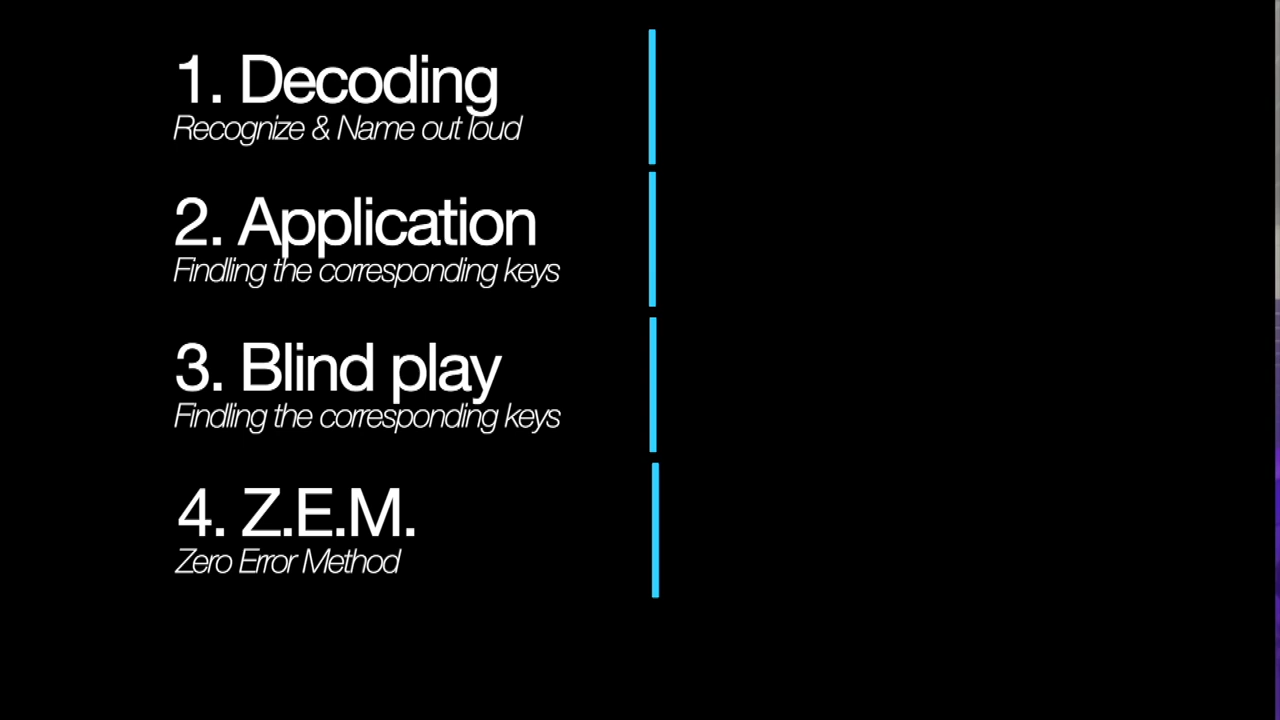 1. Decoding
Recognize & Name out loud
2. Application
Findling the corresponding keys
3. Blind play
Findling the corresponding keys
4. Z.E.M.
Zero Error Method